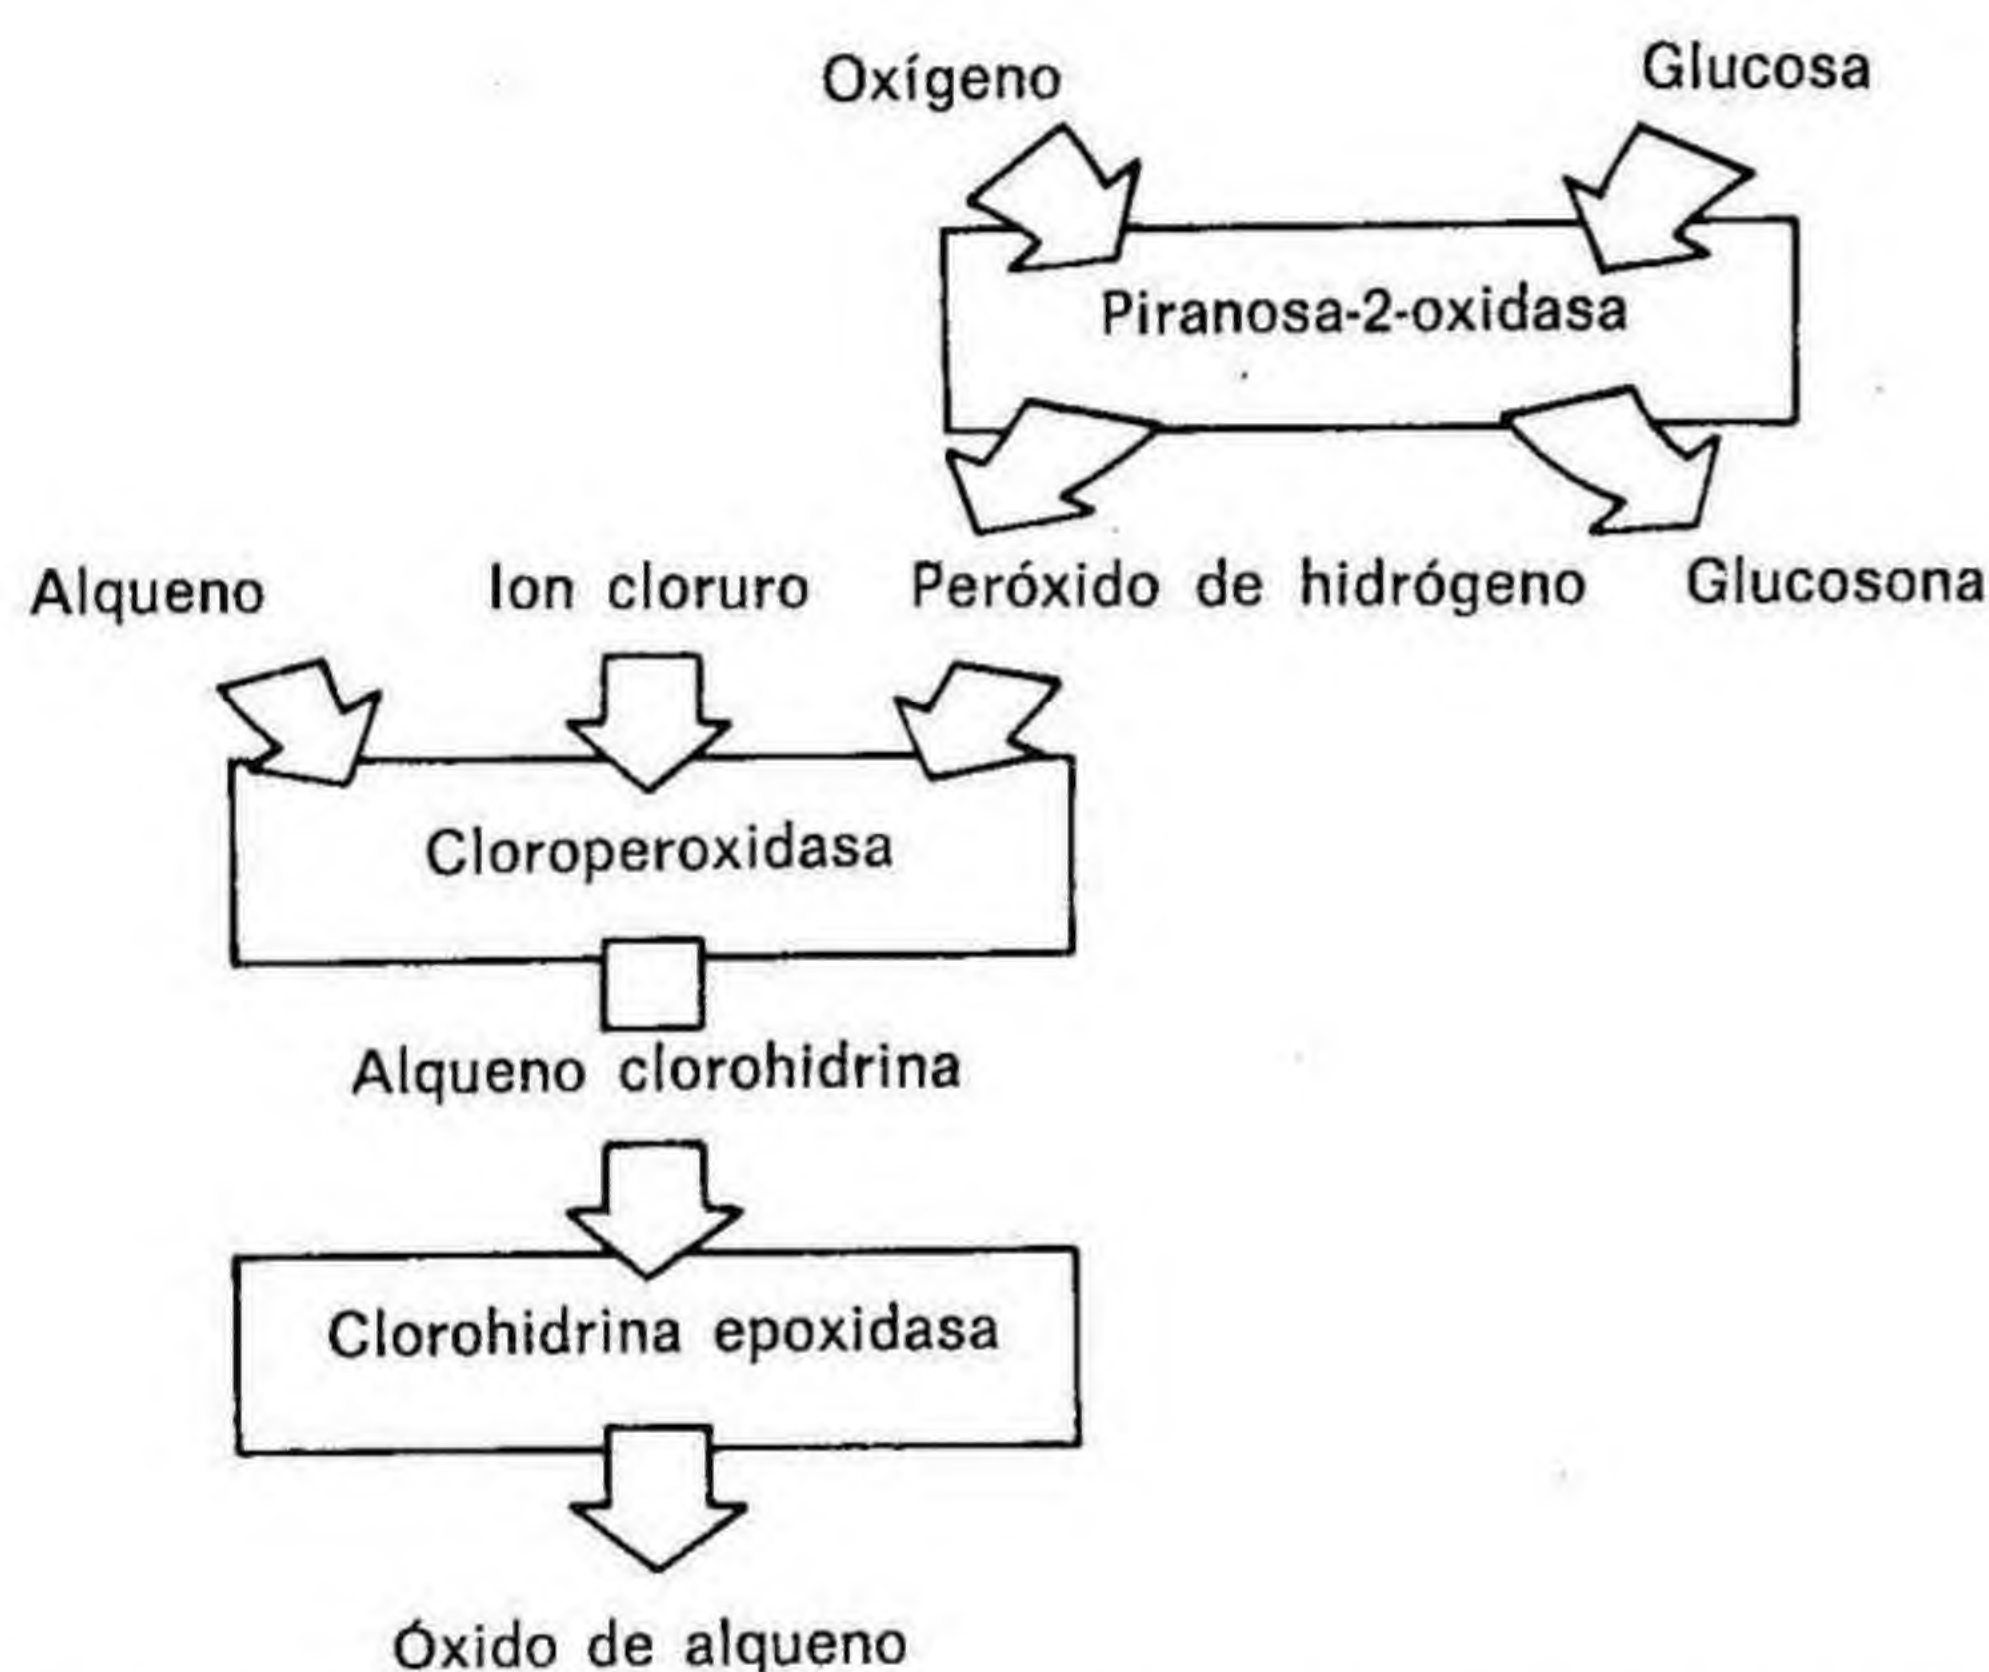 Oxígeno Glucosa
Piranosa-2-oxidasa
Alqueno Ion cloruro Peróxido de hidrógeno Glucosona
Cloroperoxidasa
Alqueno clorohidrina
Clorohidrina epoxidasa
Óxido de alqueno